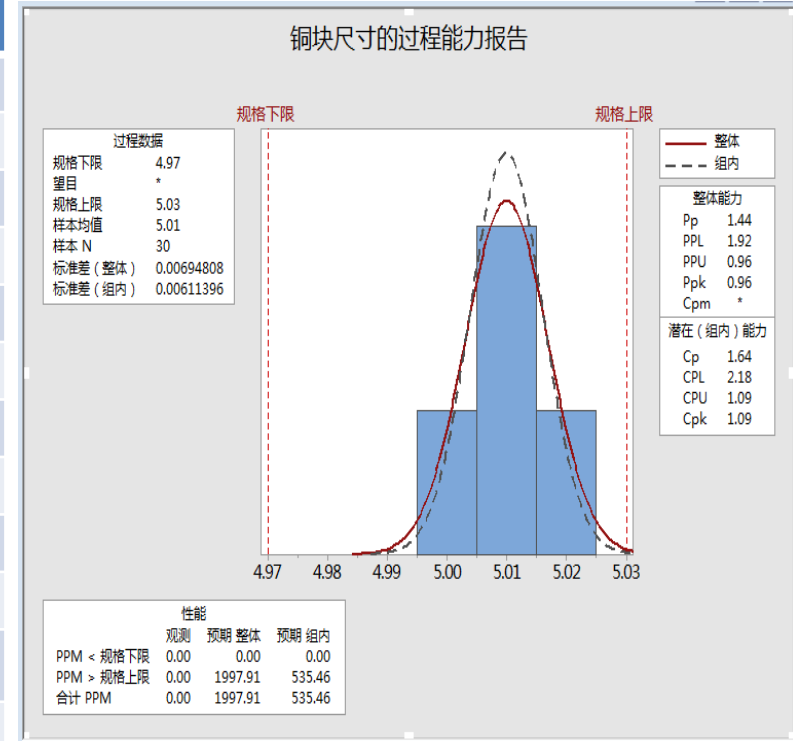 铜块尺寸的过程能力报告
规格下限 规格上限
过程数据
规格下限 4.97
望目 *
规格上限 5.03
样本均值 5.01
样本 N 30
标准差（整体） 0.00694808
标准差（组内） 0.00611396
整体
组内
整体能力
Pp 1.44
PPL 1.92
PPU 0.96
Ppk 0.96
Cpm *
潜在（组内）能力
Cp 1.64
CPL 2.18
CPU 1.09
Cpk 1.09
4.97 4.98 4.99 5.00 5.01 5.02 5.03
性能
观测 预期 整体 预期 组内
PPM < 规格下限 0.00 0.00 0.00
PPM > 规格上限 0.00 1997.91 535.46
合计 PPM 0.00 1997.91 535.46